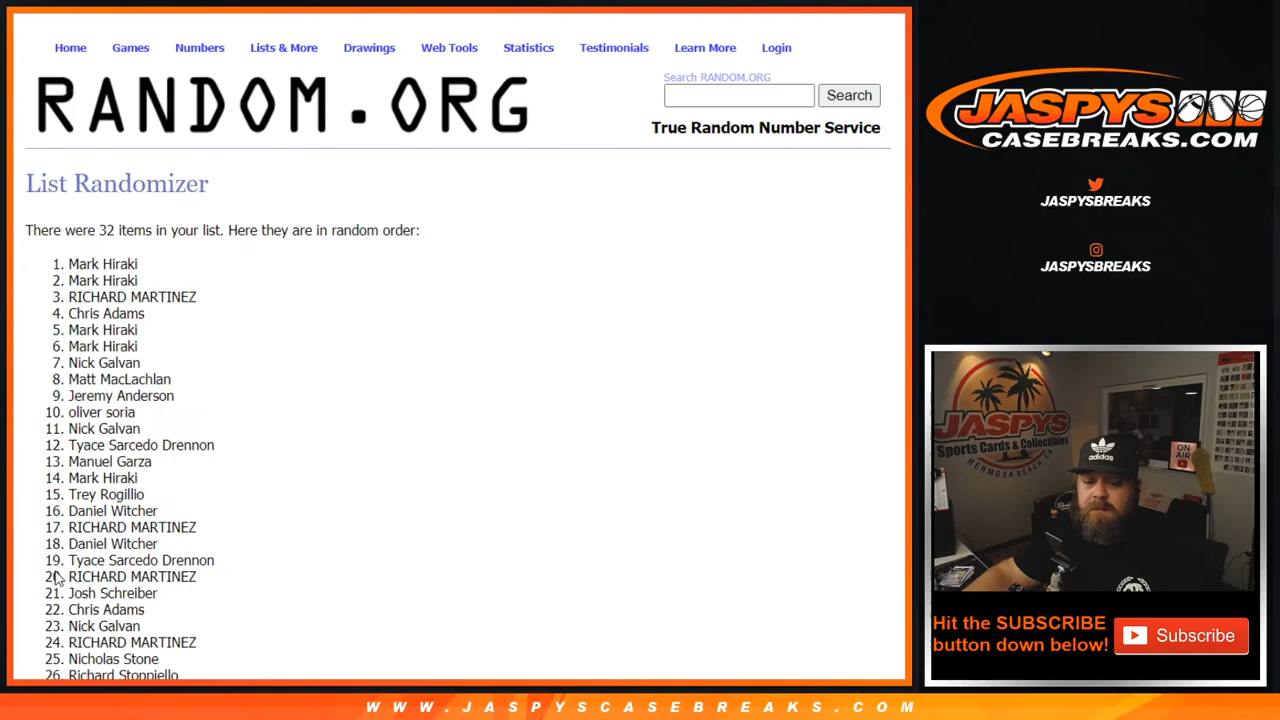 Home Games Numbers Lists & More Drawings Web Tools Statistics Testimonials Learn More Login
RANDOM.ORG
Search RANDOM.ORG
Search
True Random Number Service
List Randomizer
There were 32 items in your list. Here they are in random order:
1. Mark Hiraki
2. Mark Hiraki
3. RICHARD MARTINEZ
4. Chris Adams
5. Mark Hiraki
6. Mark Hiraki
7. Nick Galvan
8. Matt MacLachlan
9. Jeremy Anderson
10. oliver soria
11. Nick Galvan
12. Tyace Sarcedo Drennon
13. Manuel Garza
14. Mark Hiraki
15. Trey Rogillio
16. Daniel Witcher
17. RICHARD MARTINEZ
18. Daniel Witcher
19. Tyace Sarcedo Drennon
20. RICHARD MARTINEZ
21. Josh Schreiber
22. Chris Adams
23. Nick Galvan
24. RICHARD MARTINEZ
25. Nicholas Stone
26. Richard Stoppiello
JASPYS
CASEBREAKS.COM
JASPYSBREAKS
JASPYSBREAKS
JASPYS
Sports Cards & Collectibles
HERMOSA BEACH CA
adidas
ON
AIR
Hit the SUBSCRIBE
button down below!
Subscribe
WWW.JASPYSCASEBREAKS.COM